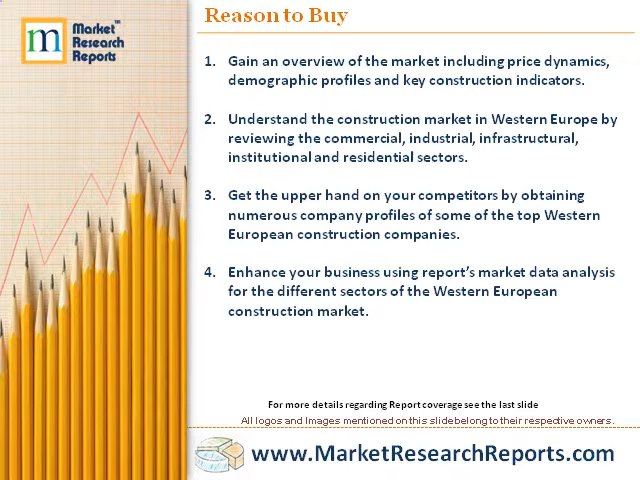 Reason to Buy
m
Market™
Research
Reports
1. Gain an overview of the market including price dynamics,
demographic profiles and key construction indicators.
2. Understand the construction market in Western Europe by
reviewing the commercial, industrial, infrastructural,
institutional and residential sectors.
3. Get the upper hand on your competitors by obtaining
numerous company profiles of some of the top Western
European construction companies.
4. Enhance your business using report’s market data analysis
for the different sectors of the Western European
construction market.
For more details regarding Report coverage see the last slide
All logos and Images mentioned on this slide belong to their respective owners.
www.MarketResearchReports.com